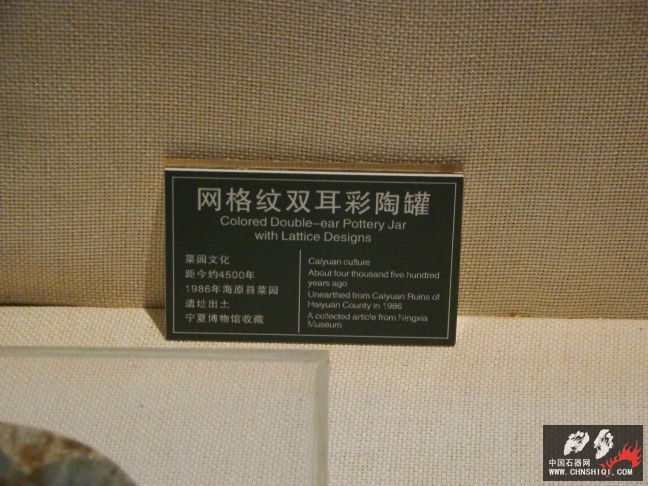 网格纹双耳彩陶罐
Colored Double-ear Pottery Jar
with Lattice Designs
菜园文化
距今约4500年
1986年海原县菜园
遗址出土
宁夏博物馆收藏
Caiyuan culture
About four thousand five hundred
years ago
Unearthed from Caiyuan Ruins of
Haiyuan County in 1986
A collected article from Ningxia
Museum
中国石器网
WWW.CHNSHIQI.COM